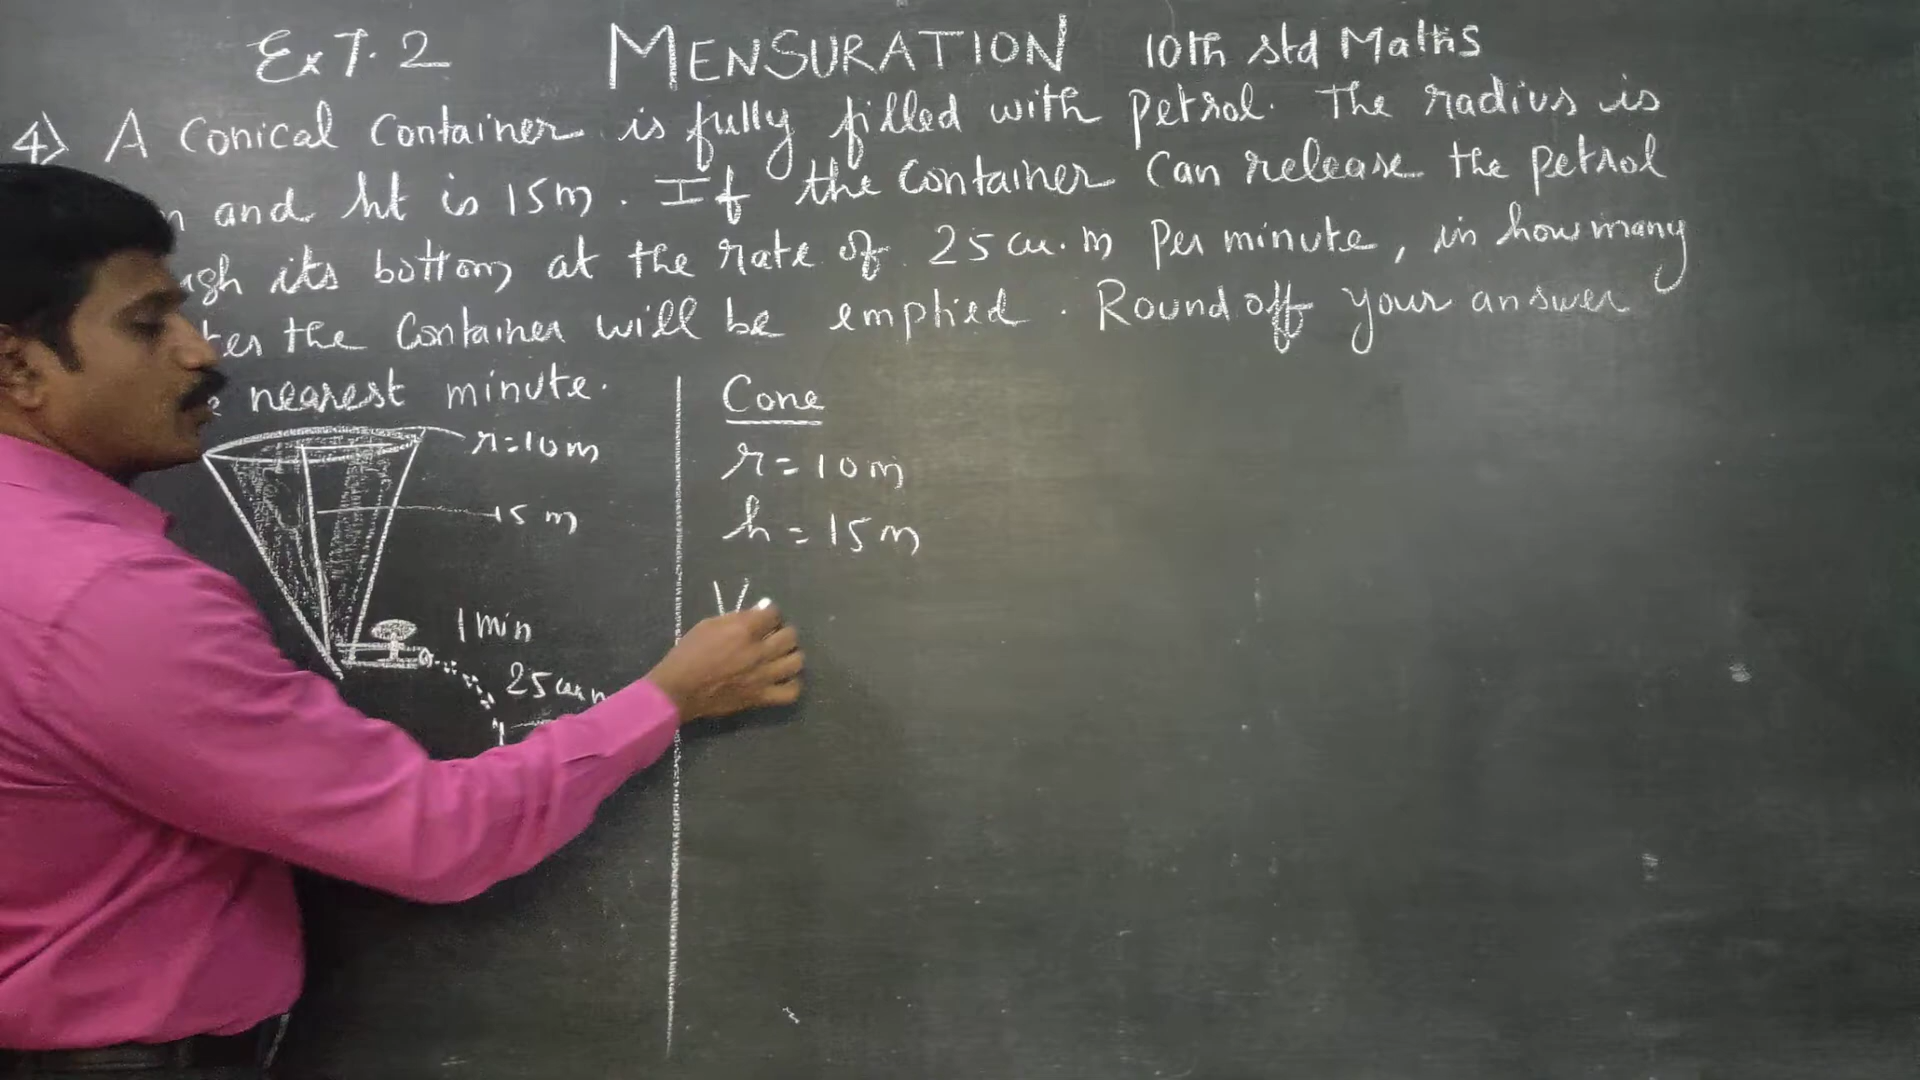 Ex 7.2 MENSURATION 10th std Maths
4) A Conical Container is fully filled with petrol. The radius is
and ht is 15m. If the container can release the petrol
its bottom at the rate of 25 cu.m per minute, in how many
the Container will be emptied. Round off your answer
nearest minute.
r=10m
15 m
1 min
25 cu m
Cone
r = 10m
h = 15m
V